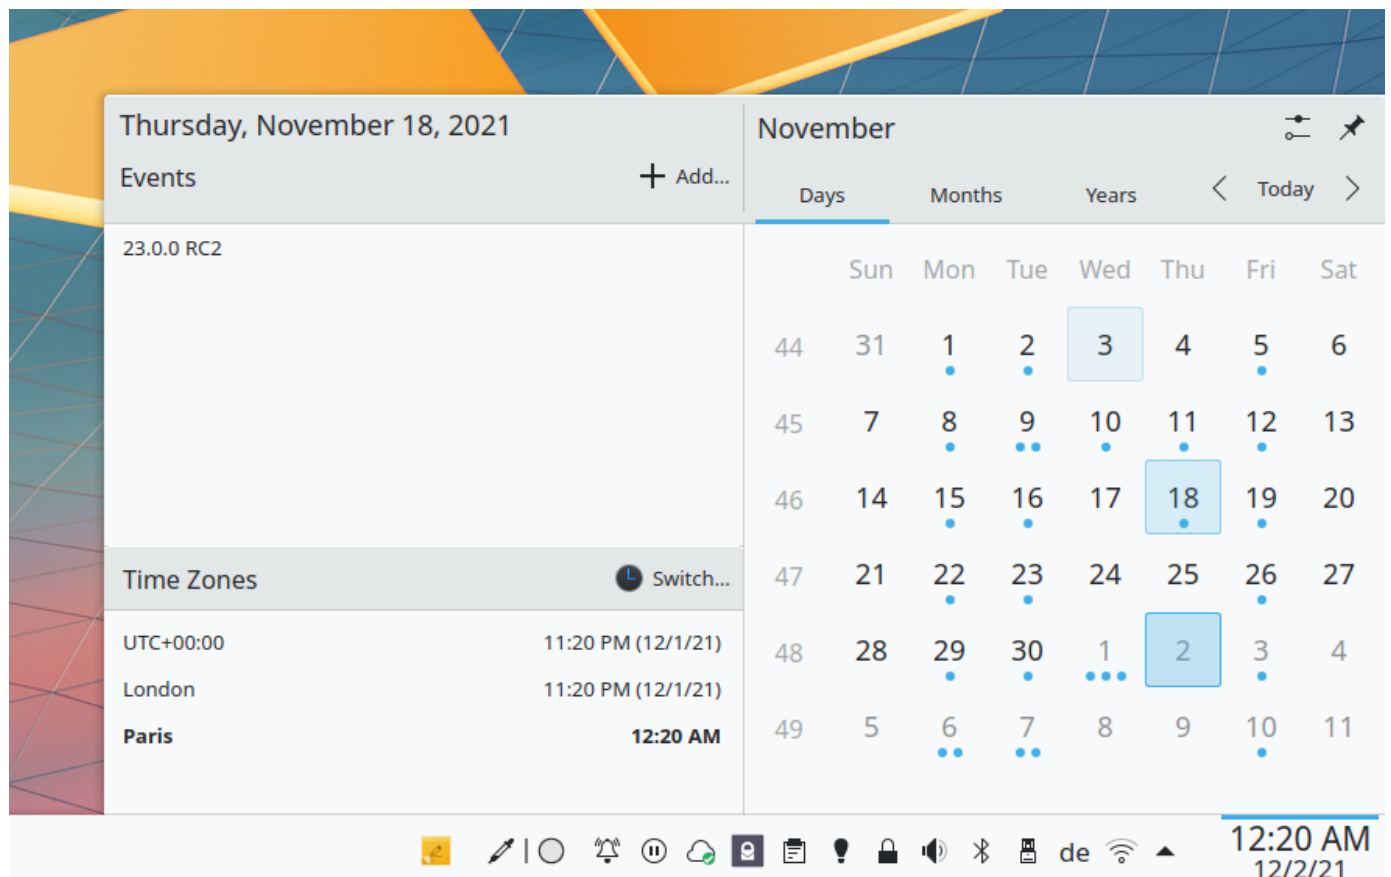 Thursday, November 18, 2021
Events
Add...
23.0.0 RC2
Time Zones
Switch...
UTC+00:00 11:20 PM (12/1/21)
London 11:20 PM (12/1/21)
Paris 12:20 AM
November
Days Months Years Today
Sun Mon Tue Wed Thu Fri Sat
44 31 1 2 3 4 5 6
45 7 8 9 10 11 12 13
46 14 15 16 17 18 19 20
47 21 22 23 24 25 26 27
48 28 29 30 1 2 3 4
49 5 6 7 8 9 10 11
de
12:20 AM
12/2/21